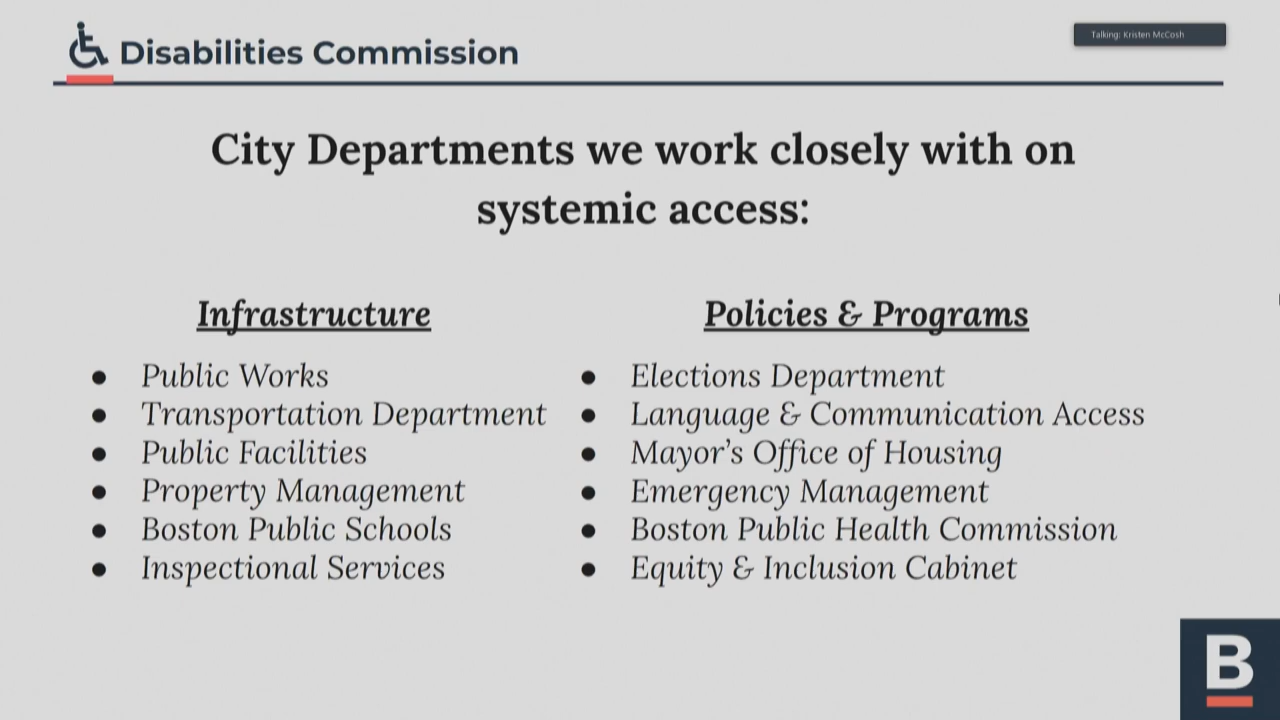 Disabilities Commission
Talking: Kristen McCosh
City Departments we work closely with on
systemic access:
Infrastructure
● Public Works
● Transportation Department
● Public Facilities
● Property Management
● Boston Public Schools
● Inspectional Services
Policies & Programs
● Elections Department
● Language & Communication Access
● Mayor’s Office of Housing
● Emergency Management
● Boston Public Health Commission
● Equity & Inclusion Cabinet
B